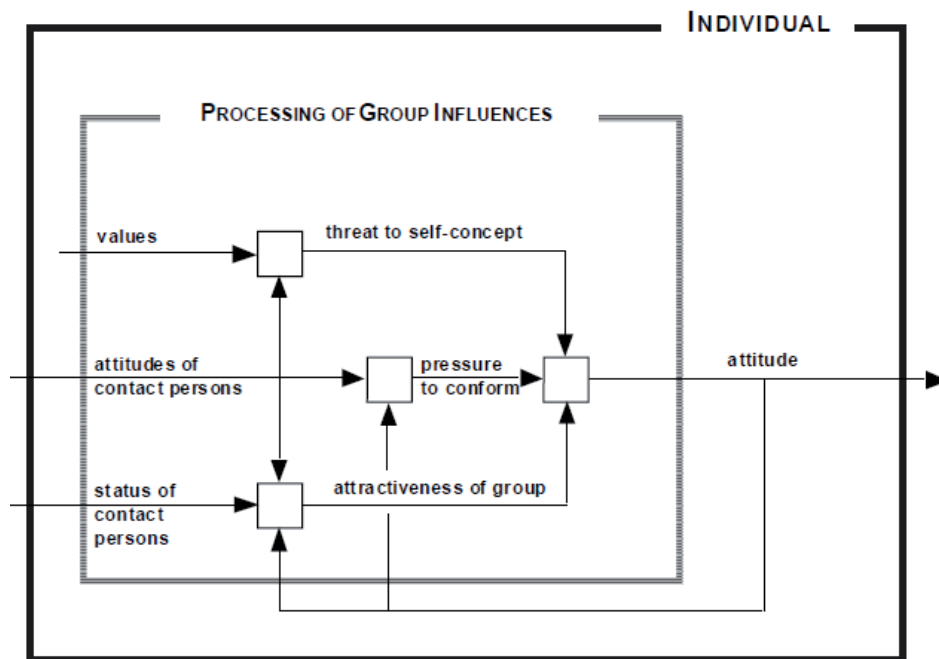 INDIVIDUAL
PROCESSING OF GROUP INFLUENCES
values
threat to self-concept
attitudes of
contact persons
pressure
to conform
attitude
status of
contact
persons
attractiveness of group